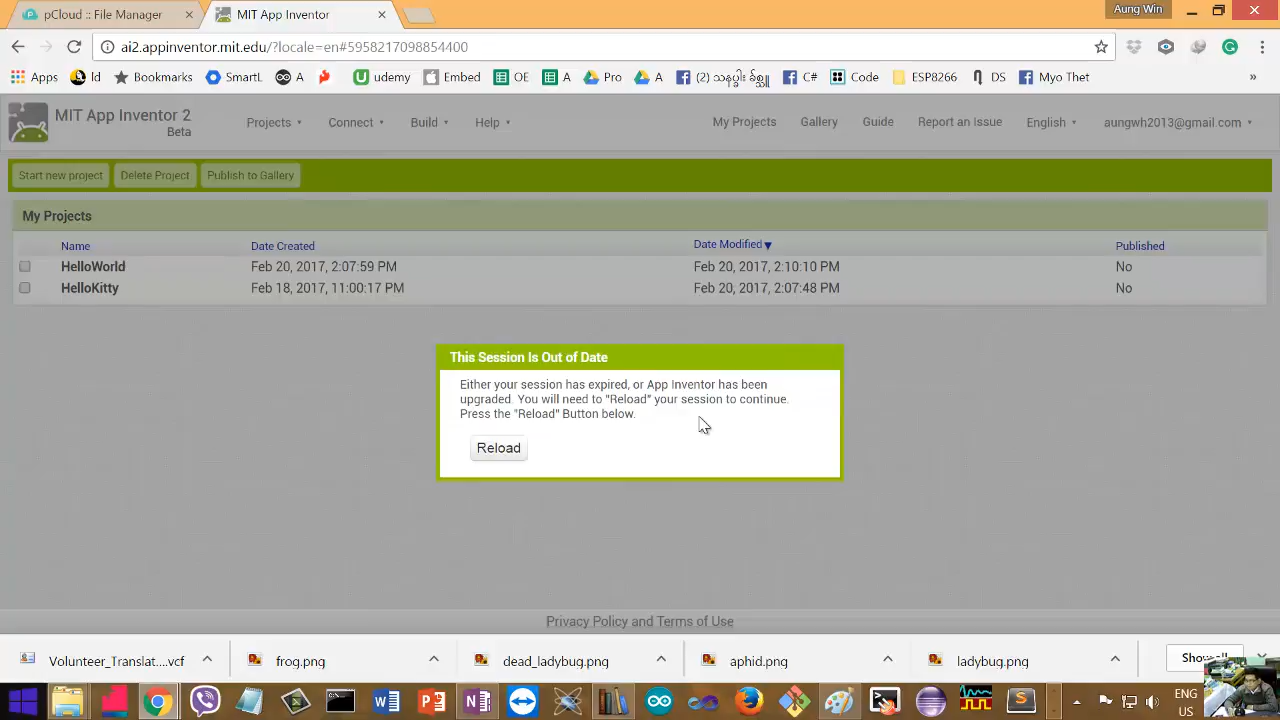 pCloud :: File Manager
MIT App Inventor
Aung Win
ai2.appinventor.mit.edu/?locale=en#5958217098854400
Apps
Id
Bookmarks
SmartL
A
udemy
Embed
OE
A
Pro
A
(2)
C#
Code
ESP8266
DS
Myo Thet
»
MIT App Inventor 2
Beta
Projects
Connect
Build
Help
My Projects
Gallery
Guide
Report an Issue
English
aungwh2013@gmail.com
Start new project
Delete Project
Publish to Gallery
My Projects
Name Date Created Date Modified Published
HelloWorld Feb 20, 2017, 2:07:59 PM Feb 20, 2017, 2:10:10 PM No
HelloKitty Feb 18, 2017, 11:00:17 PM Feb 20, 2017, 2:07:48 PM No
This Session Is Out of Date
Either your session has expired, or App Inventor has been
upgraded. You will need to "Reload" your session to continue.
Press the "Reload" Button below.
Reload
Privacy Policy and Terms of Use
Volunteer_Translat....vcf
frog.png
dead_ladybug.png
aphid.png
ladybug.png
ENG
US